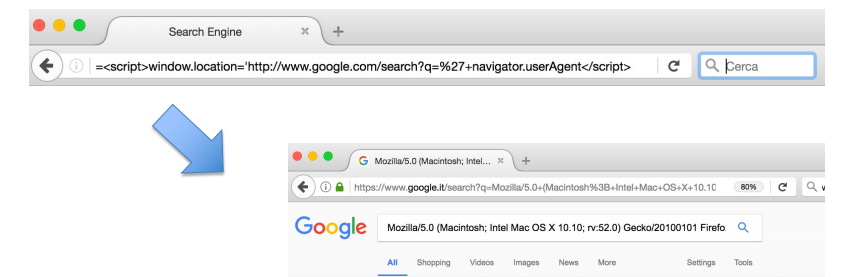 Search Engine
=<script>window.location='http://www.google.com/search?q=%27+navigator.userAgent</script>
Cerca
Mozilla/5.0 (Macintosh; Intel...
https://www.google.it/search?q=Mozilla/5.0+(Macintosh%3B+Intel+Mac+OS+X+10.10
80%
Google
Mozilla/5.0 (Macintosh; Intel Mac OS X 10.10; rv:52.0) Gecko/20100101 Firefo
All Shopping Videos Images News More Settings Tools